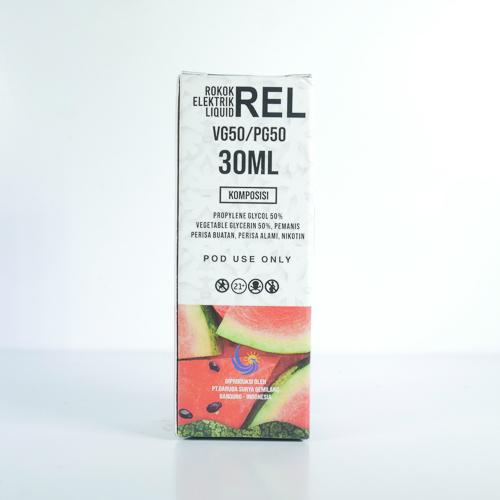 ROKOK
ELEKTRIK
LIQUID REL
VG50/PG50
30ML
KOMPOSISI
PROPYLENE GLYCOL 50%
VEGETABLE GLYCERIN 50%, PEMANIS
PERISA BUATAN, PERISA ALAMI, NIKOTIN
POD USE ONLY
21+
DIPRODUKSI OLEH
PT.GARUDA SURYA GEMILANG
BANDUNG - INDONESIA